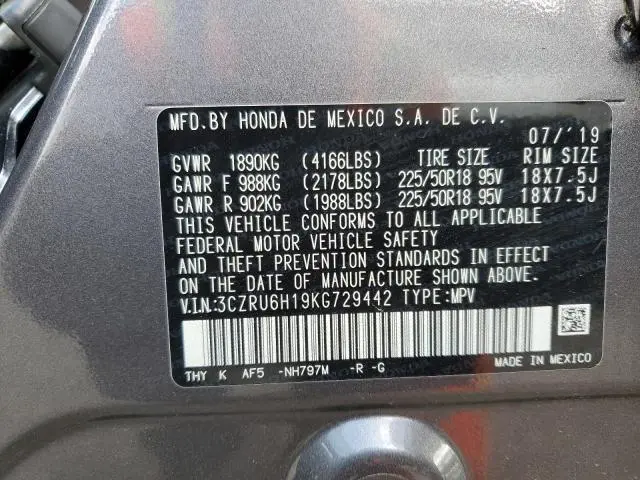 MFD.BY HONDA DE MEXICO S.A. DE C.V.
07/'19
GVWR 1890KG (4166LBS) TIRE SIZE RIM SIZE
GAWR F 988KG (2178LBS) 225/50R18 95V 18X7.5J
GAWR R 902KG (1988LBS) 225/50R18 95V 18X7.5J
THIS VEHICLE CONFORMS TO ALL APPLICABLE
FEDERAL MOTOR VEHICLE SAFETY
AND THEFT PREVENTION STANDARDS IN EFFECT
ON THE DATE OF MANUFACTURE SHOWN ABOVE.
V.I.N:3CZRU6H19KG729442 TYPE:MPV
THY K AF5 -NH797M -R -G MADE IN MEXICO